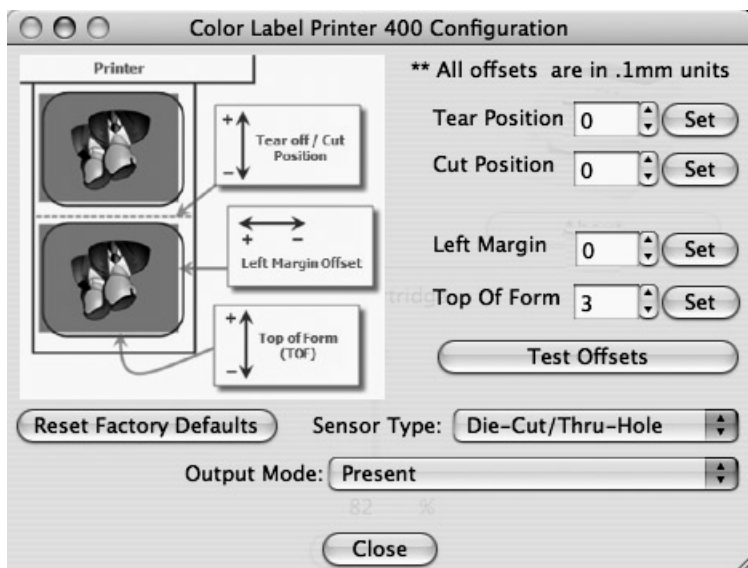 Color Label Printer 400 Configuration
Printer
+
Tear off / Cut
Position
−
+ −
Left Margin Offset
+
Top of Form
(TOF)
−
** All offsets are in .1mm units
Tear Position 0 Set
Cut Position 0 Set
Left Margin 0 Set
Top Of Form 3 Set
Test Offsets
Reset Factory Defaults Sensor Type: Die-Cut/Thru-Hole
Output Mode: Present
82 %
Close